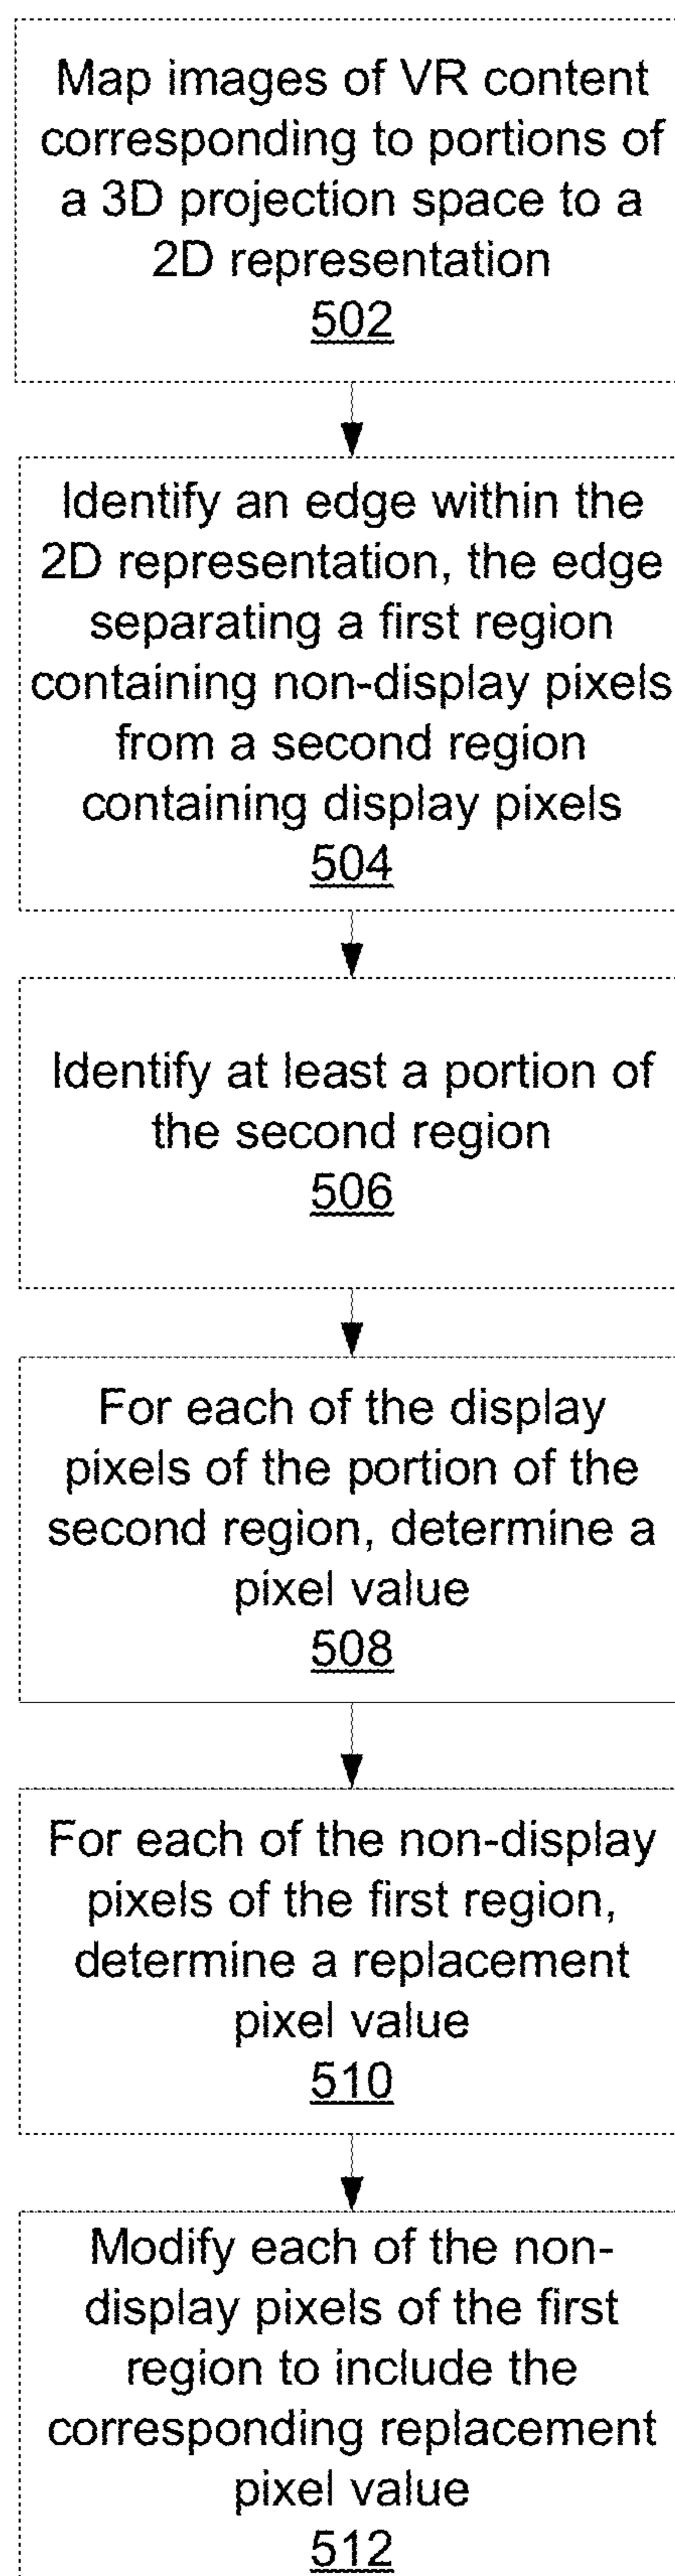 Map images of VR content
corresponding to portions of
a 3D projection space to a
2D representation
502
Identify an edge within the
2D representation, the edge
separating a first region
containing non-display pixels
from a second region
containing display pixels
504
Identify at least a portion of
the second region
506
For each of the display
pixels of the portion of the
second region, determine a
pixel value
508
For each of the non-display
pixels of the first region,
determine a replacement
pixel value
510
Modify each of the non-
display pixels of the first
region to include the
corresponding replacement
pixel value
512